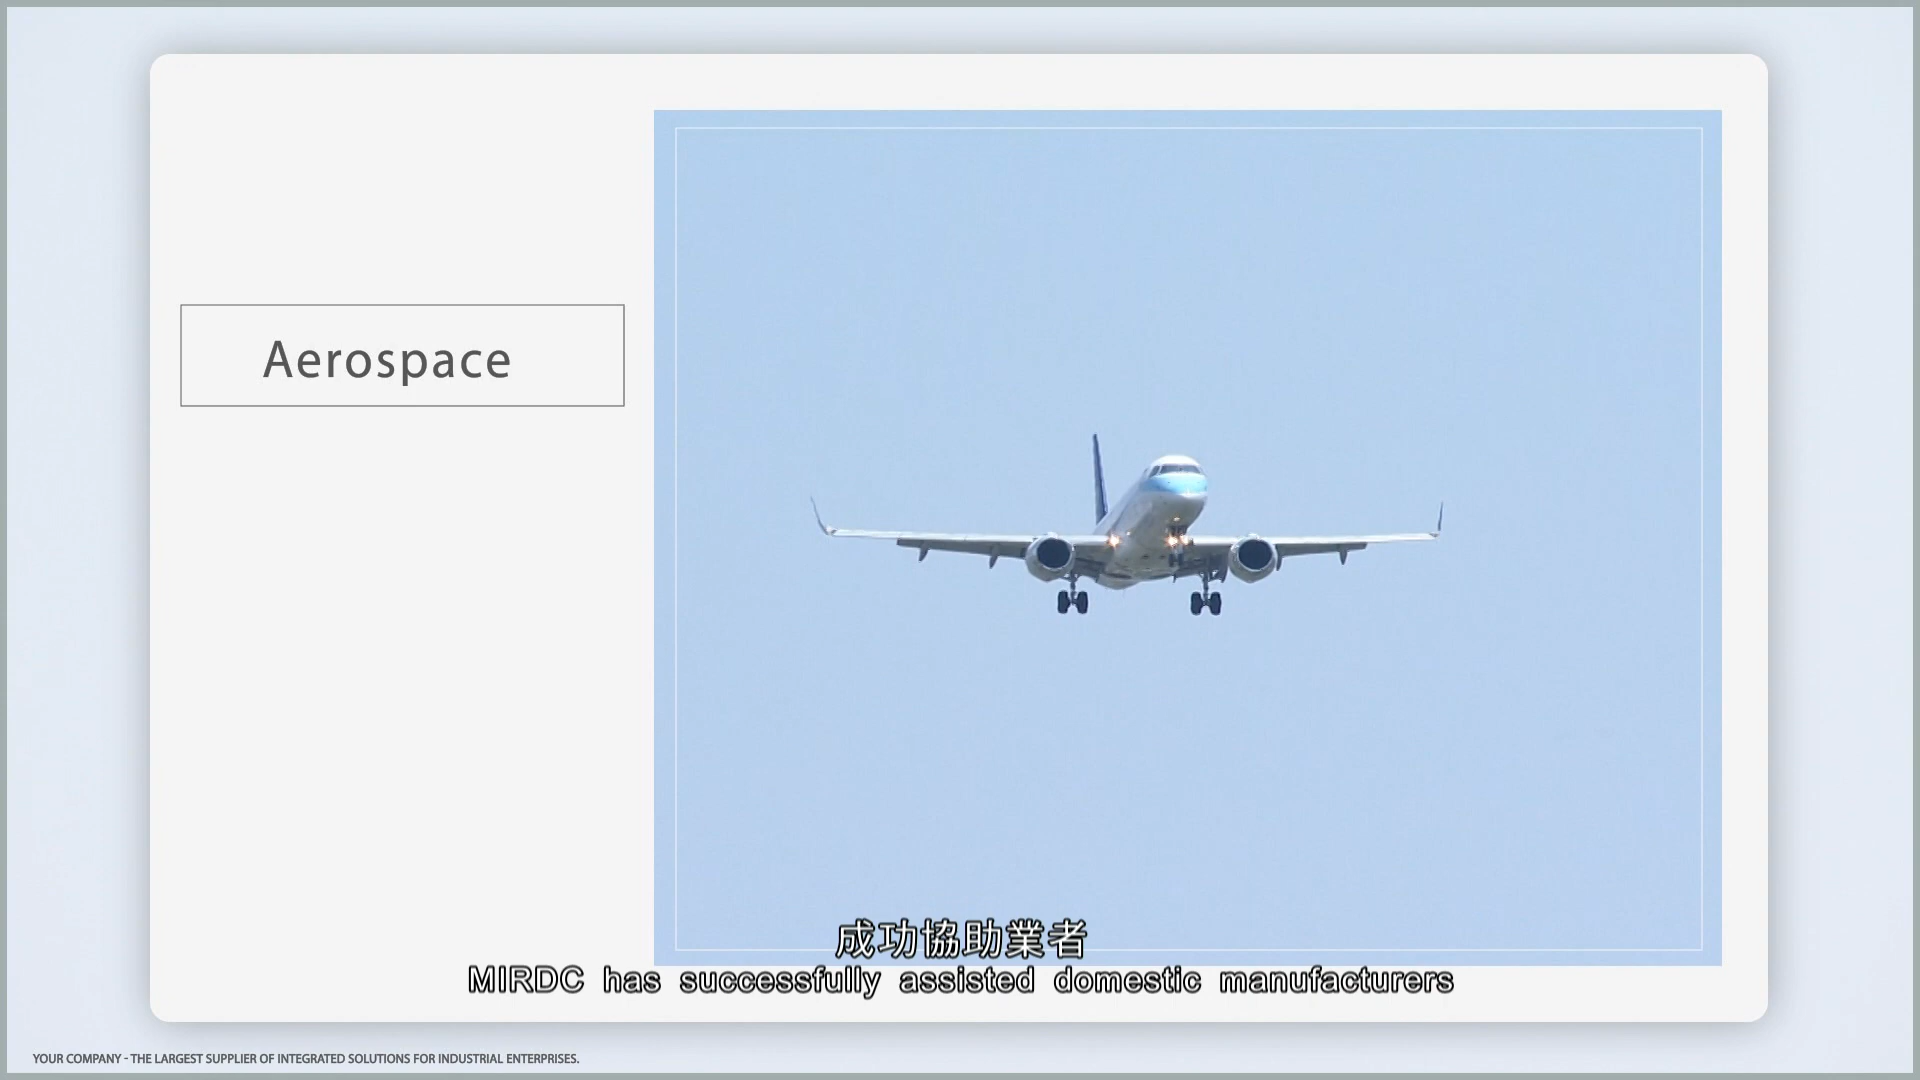 Aerospace
成功協助業者
MIRDC has successfully assisted domestic manufacturers
YOUR COMPANY - THE LARGEST SUPPLIER OF INTEGRATED SOLUTIONS FOR INDUSTRIAL ENTERPRISES.